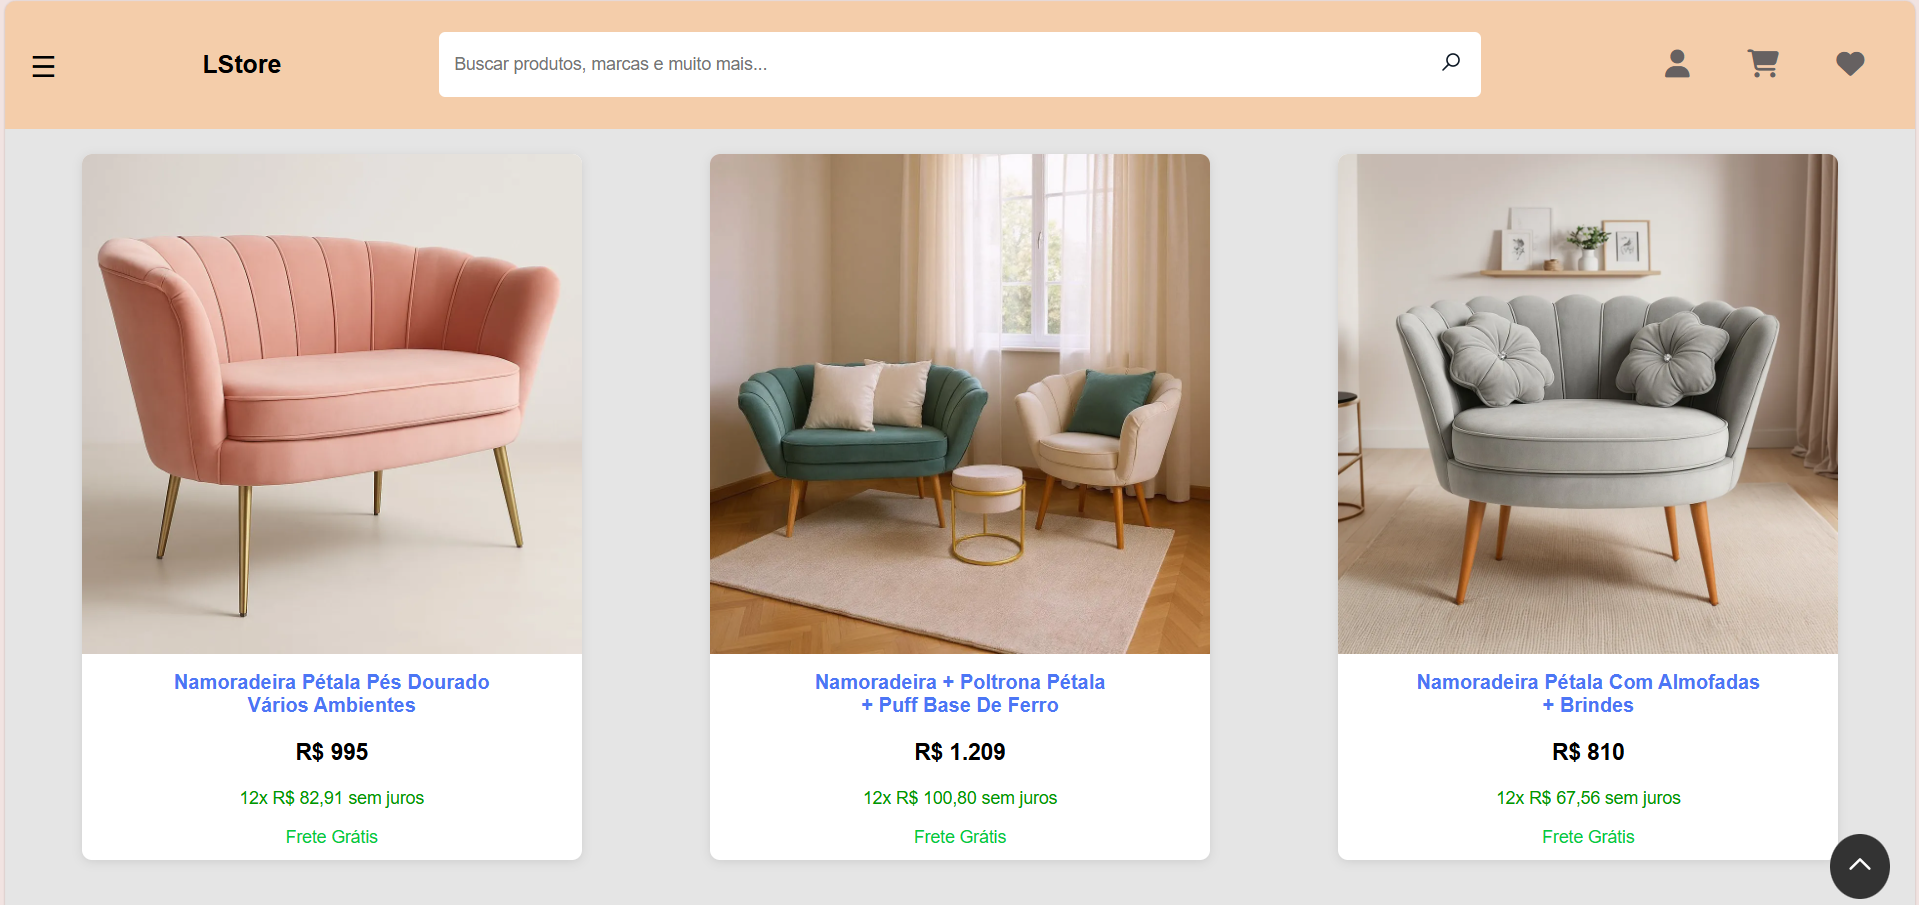 LStore
Buscar produtos, marcas e muito mais...
Namoradeira Pétala Pés Dourado
Vários Ambientes
R$ 995
12x R$ 82,91 sem juros
Frete Grátis
Namoradeira + Poltrona Pétala
+ Puff Base De Ferro
R$ 1.209
12x R$ 100,80 sem juros
Frete Grátis
Namoradeira Pétala Com Almofadas
+ Brindes
R$ 810
12x R$ 67,56 sem juros
Frete Grátis